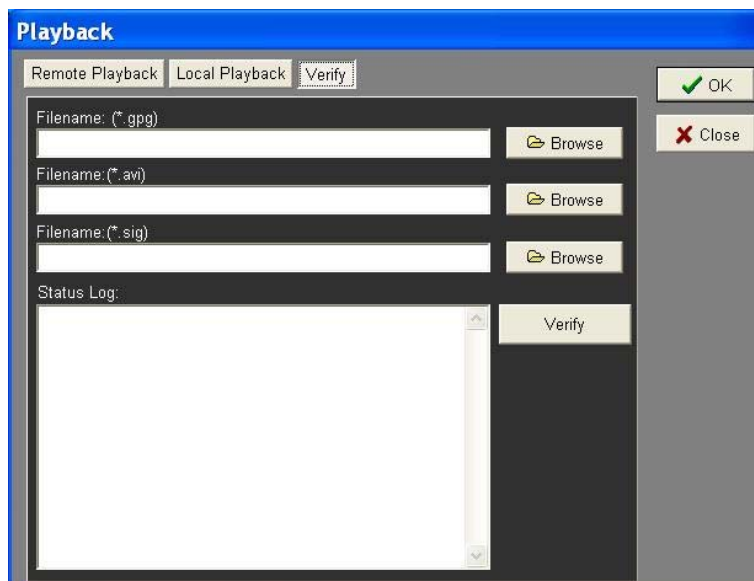 Playback
Remote Playback Local Playback Verify
OK
Close
Filename: (*.gpg)
Browse
Filename:(*.avi)
Browse
Filename:(*.sig)
Browse
Status Log:
Verify